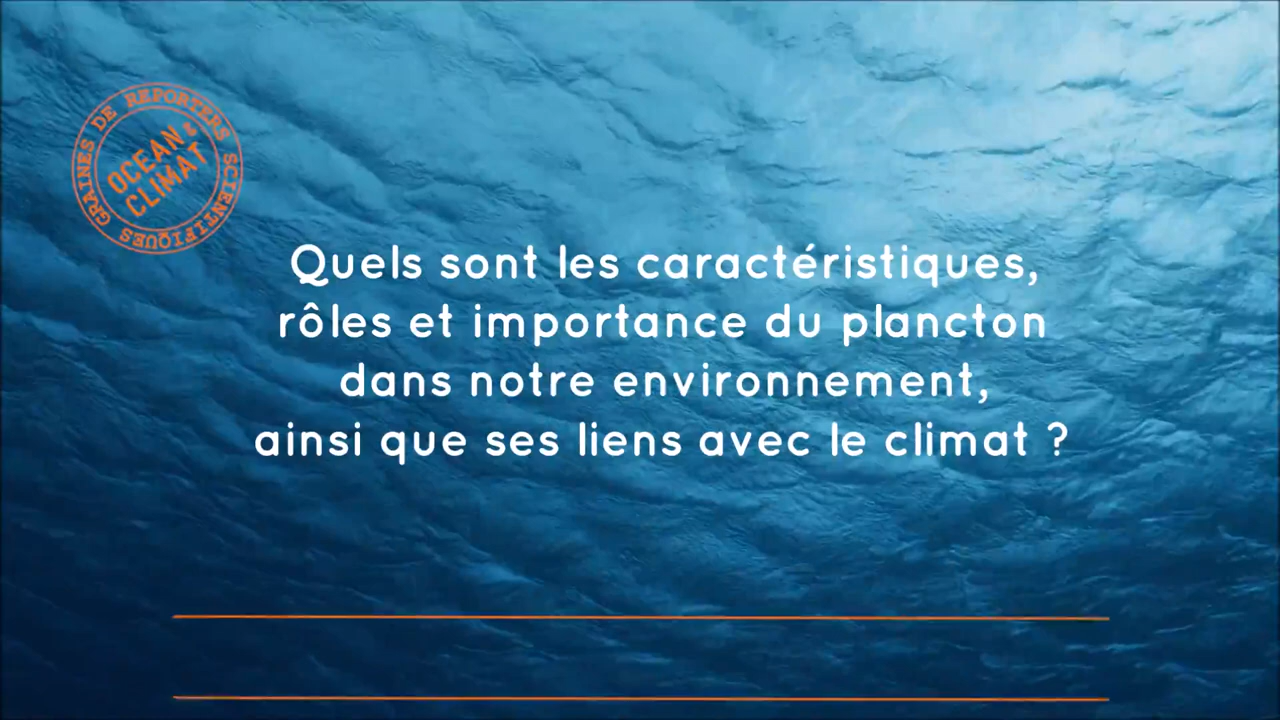 GRAINES DE REPORTERS SCIENTIFIQUES
OCEAN &
CLIMAT
Quels sont les caractéristiques,
rôles et importance du plancton
dans notre environnement,
ainsi que ses liens avec le climat ?